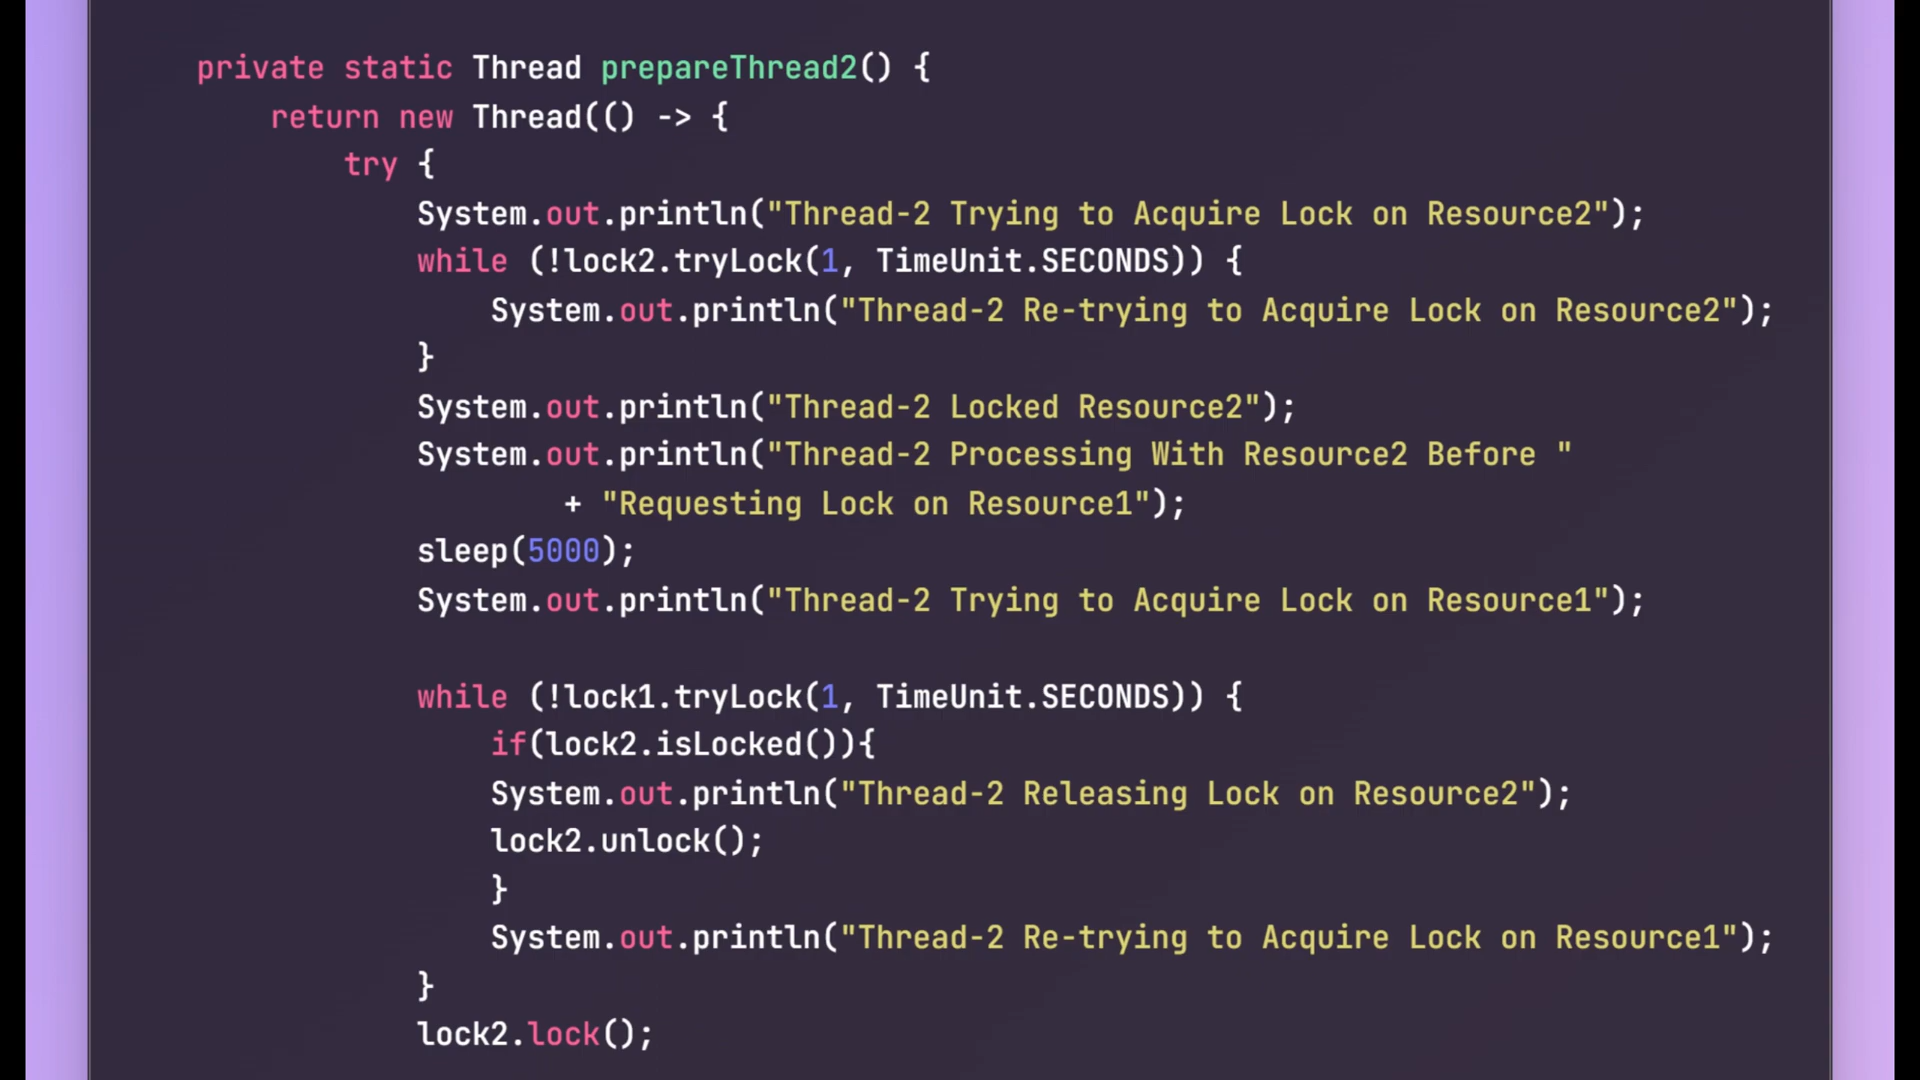 private static Thread prepareThread2() {
return new Thread(() -> {
try {
System.out.println("Thread-2 Trying to Acquire Lock on Resource2");
while (!lock2.tryLock(1, TimeUnit.SECONDS)) {
System.out.println("Thread-2 Re-trying to Acquire Lock on Resource2");
}
System.out.println("Thread-2 Locked Resource2");
System.out.println("Thread-2 Processing With Resource2 Before "
+ "Requesting Lock on Resource1");
sleep(5000);
System.out.println("Thread-2 Trying to Acquire Lock on Resource1");
while (!lock1.tryLock(1, TimeUnit.SECONDS)) {
if(lock2.isLocked()){
System.out.println("Thread-2 Releasing Lock on Resource2");
lock2.unlock();
}
System.out.println("Thread-2 Re-trying to Acquire Lock on Resource1");
}
lock2.lock();